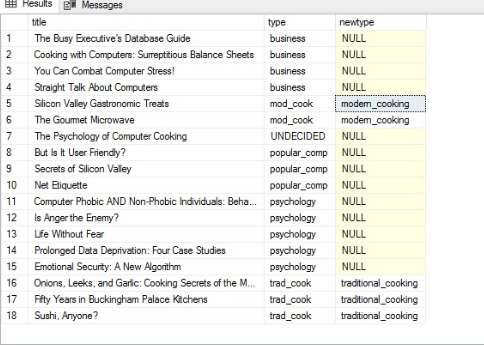 Results Messages
title type newtype
1 The Busy Executive's Database Guide business NULL
2 Cooking with Computers: Surreptitious Balance Sheets business NULL
3 You Can Combat Computer Stress! business NULL
4 Straight Talk About Computers business NULL
5 Silicon Valley Gastronomic Treats mod_cook modern_cooking
6 The Gourmet Microwave mod_cook modern_cooking
7 The Psychology of Computer Cooking UNDECIDED NULL
8 But Is It User Friendly? popular_comp NULL
9 Secrets of Silicon Valley popular_comp NULL
10 Net Etiquette popular_comp NULL
11 Computer Phobic AND Non-Phobic Individuals: Beha... psychology NULL
12 Is Anger the Enemy? psychology NULL
13 Life Without Fear psychology NULL
14 Prolonged Data Deprivation: Four Case Studies psychology NULL
15 Emotional Security: A New Algorithm psychology NULL
16 Onions, Leeks, and Garlic: Cooking Secrets of the M... trad_cook traditional_cooking
17 Fifty Years in Buckingham Palace Kitchens trad_cook traditional_cooking
18 Sushi, Anyone? trad_cook traditional_cooking